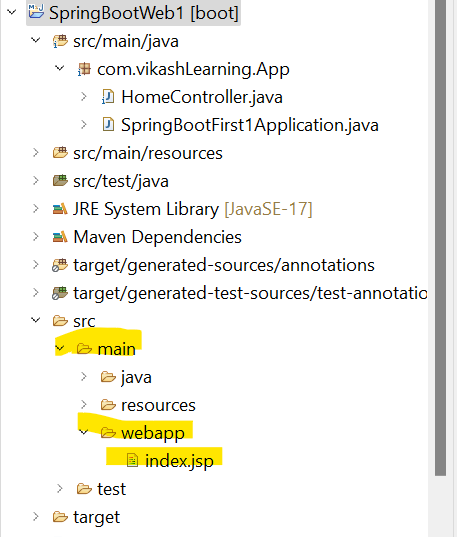 SpringBootWeb1 [boot]
src/main/java
com.vikashLearning.App
HomeController.java
SpringBootFirst1Application.java
src/main/resources
src/test/java
JRE System Library [JavaSE-17]
Maven Dependencies
target/generated-sources/annotations
target/generated-test-sources/test-annotatio
src
main
java
resources
webapp
index.jsp
test
target